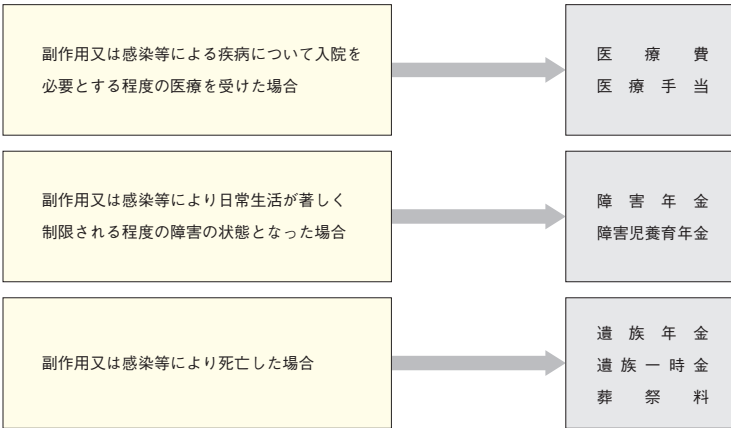 副作用又は感染等による疾病について入院を
必要とする程度の医療を受けた場合
医療費
医療手当
副作用又は感染等により日常生活が著しく
制限される程度の障害の状態となった場合
障害年金
障害児養育年金
副作用又は感染等により死亡した場合
遺族年金
遺族一時金
葬祭料